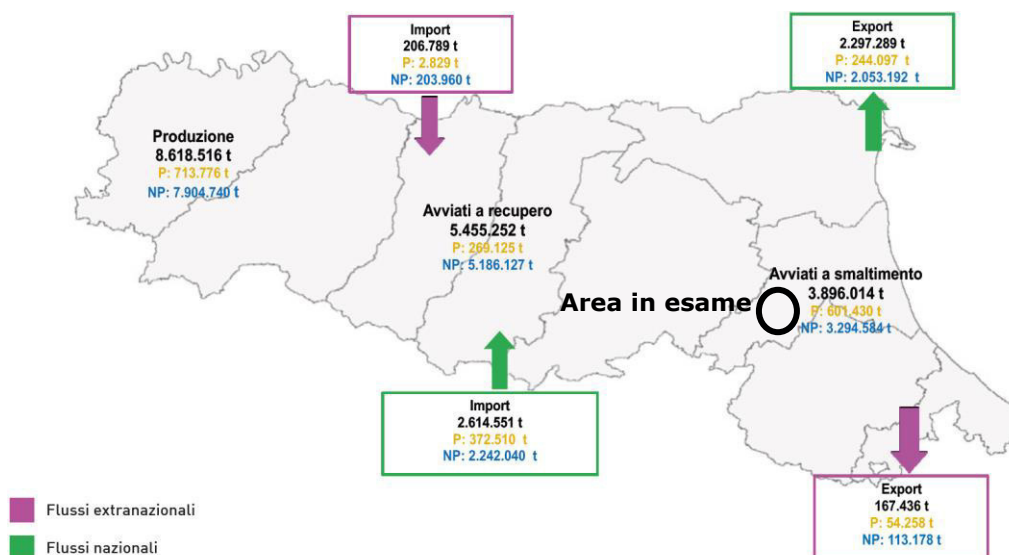 Import
206.789 t
P: 2.829 t
NP: 203.960 t
Export
2.297.289 t
P: 244.097 t
NP: 2.053.192 t
Produzione
8.618.516 t
P: 713.776 t
NP: 7.904.740 t
Avviati a recupero
5.455.252 t
P: 269.125 t
NP: 5.186.127 t
Area in esame
Avviati a smaltimento
3.896.014 t
P: 601.430 t
NP: 3.294.584 t
Import
2.614.551 t
P: 372.510 t
NP: 2.242.040 t
Export
167.436 t
P: 54.258 t
NP: 113.178 t
Flussi extranazionali
Flussi nazionali